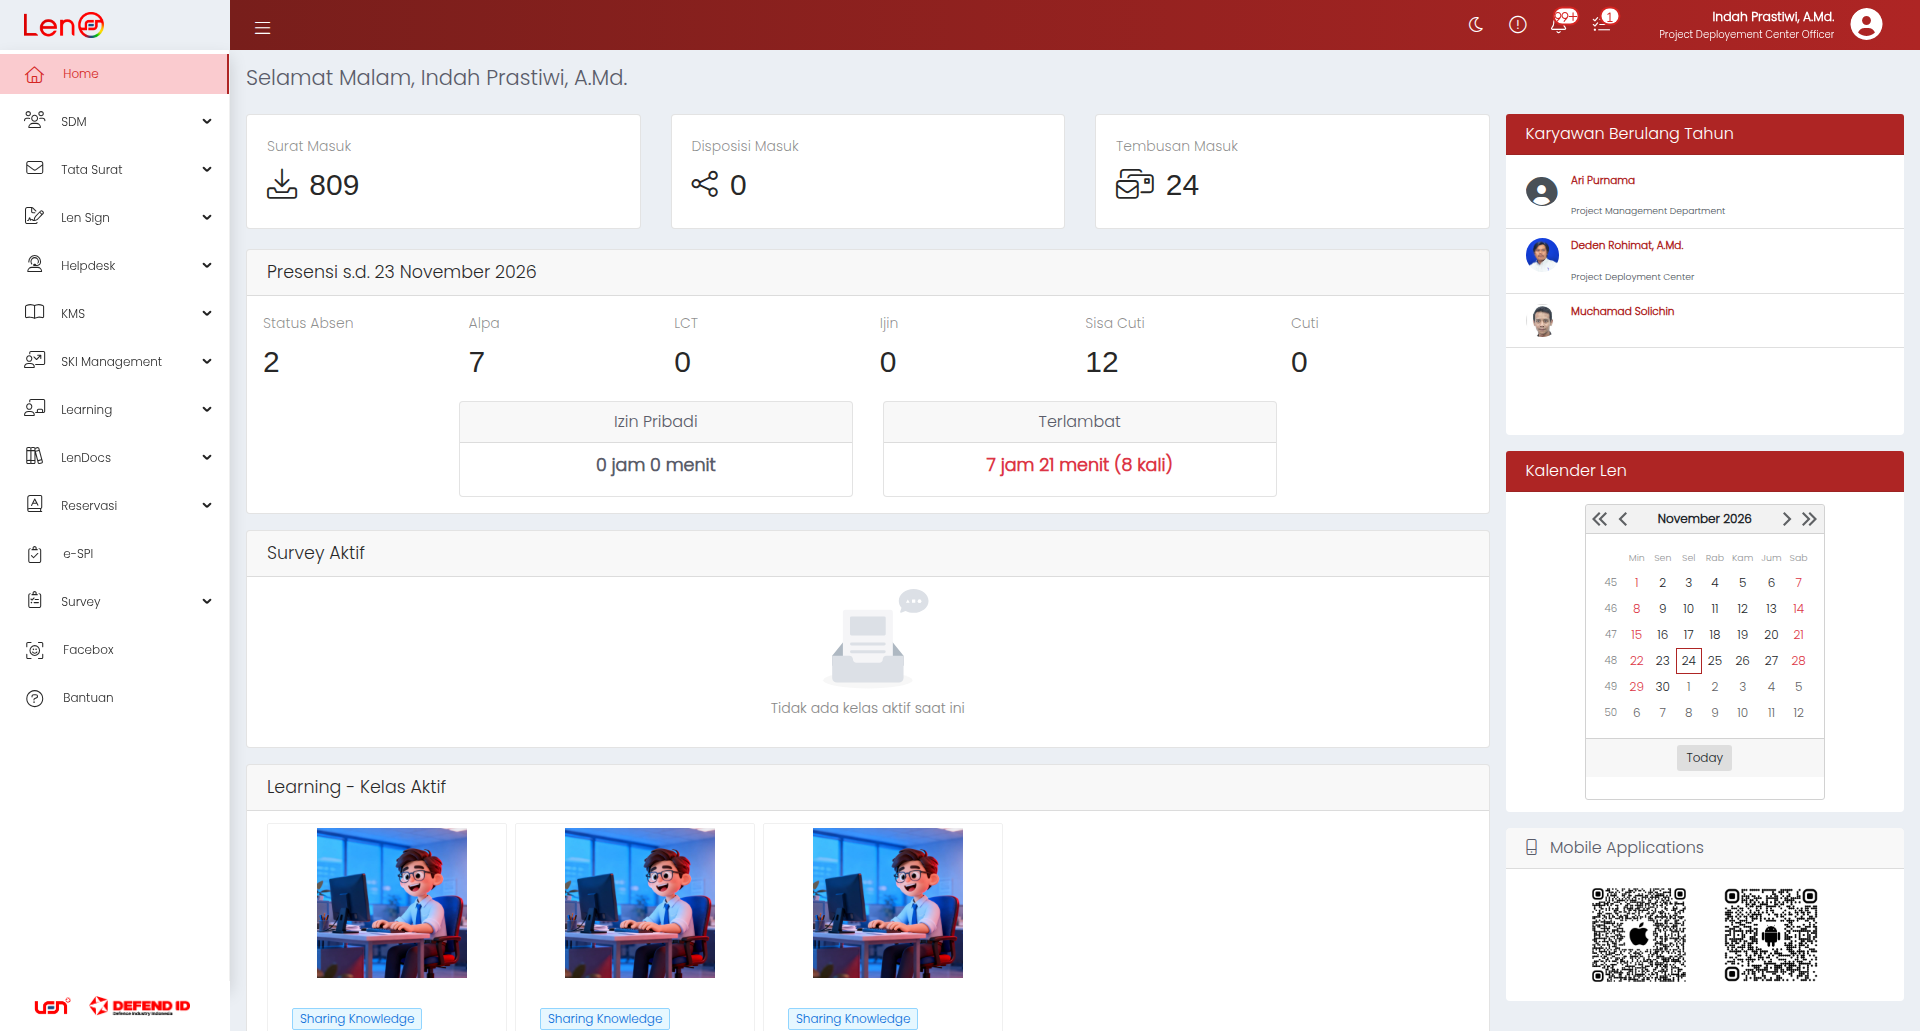 Len
99+
1
Indah Prastiwi, A.Md.
Project Deployement Center Officer
Home
SDM
Tata Surat
Len Sign
Helpdesk
KMS
SKI Management
Learning
LenDocs
Reservasi
e-SPI
Survey
Facebox
Bantuan
Len
DEFEND ID
Defence Industry Indonesia
Selamat Malam, Indah Prastiwi, A.Md.
Surat Masuk
809
Disposisi Masuk
0
Tembusan Masuk
24
Presensi s.d. 23 November 2026
Status Absen
2
Alpa
7
LCT
0
Ijin
0
Sisa Cuti
12
Cuti
0
Izin Pribadi
0 jam 0 menit
Terlambat
7 jam 21 menit (8 kali)
Survey Aktif
Tidak ada kelas aktif saat ini
Learning - Kelas Aktif
Sharing Knowledge
Sharing Knowledge
Sharing Knowledge
Karyawan Berulang Tahun
Ari Purnama
Project Management Department
Deden Rohimat, A.Md.
Project Deployment Center
Muchamad Solichin
Kalender Len
November 2026
Min Sen Sel Rab Kam Jum Sab
45 1 2 3 4 5 6 7
46 8 9 10 11 12 13 14
47 15 16 17 18 19 20 21
48 22 23 24 25 26 27 28
49 29 30 1 2 3 4 5
50 6 7 8 9 10 11 12
Today
Mobile Applications